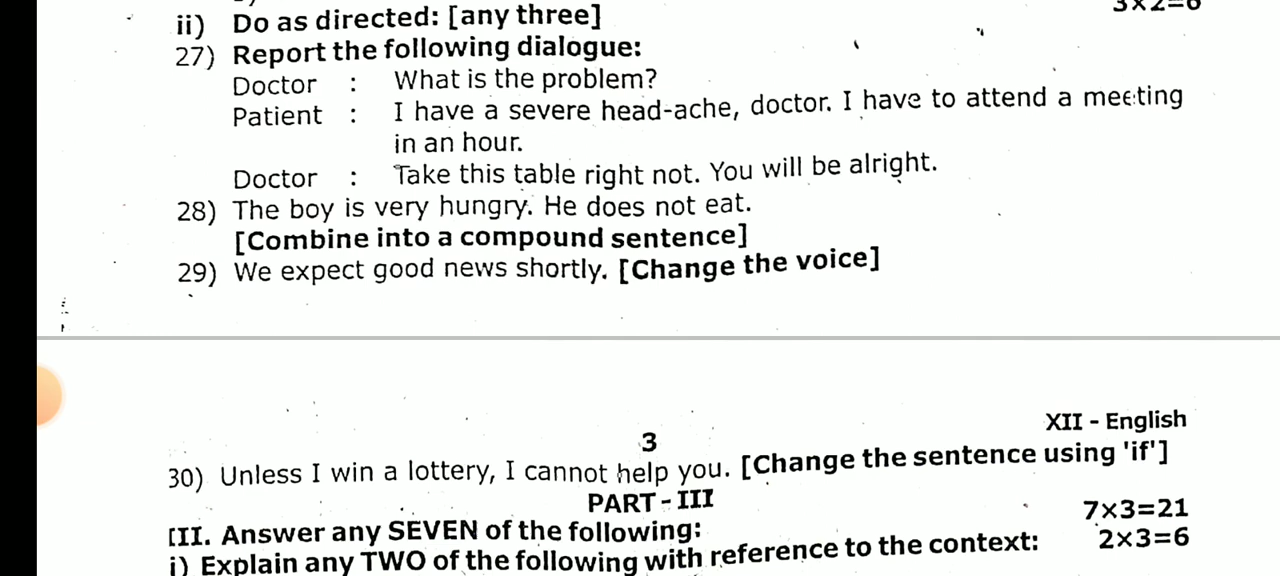 3×2=6
ii) Do as directed: [any three]
27) Report the following dialogue:
Doctor : What is the problem?
Patient : I have a severe head-ache, doctor. I have to attend a meeting
in an hour.
Doctor : Take this table right not. You will be alright.
28) The boy is very hungry. He does not eat.
[Combine into a compound sentence]
29) We expect good news shortly. [Change the voice]
XII - English
3
30) Unless I win a lottery, I cannot help you. [Change the sentence using 'if']
PART - III
III. Answer any SEVEN of the following: 7×3=21
i) Explain any TWO of the following with reference to the context: 2×3=6